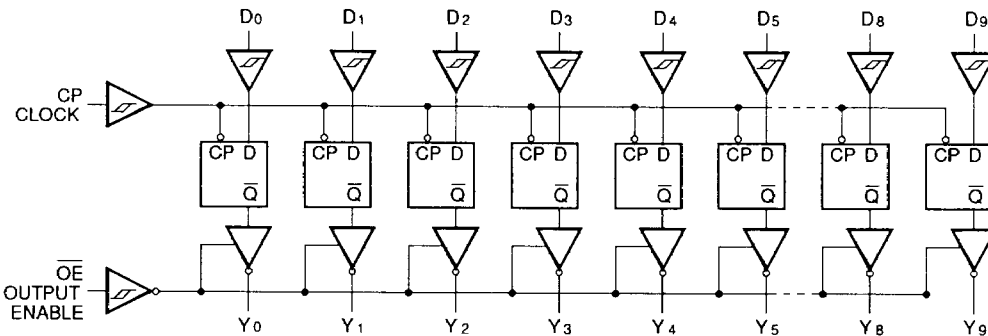 D0 D1 D2 D3 D4 D5 D8 D9
CP
CLOCK
CP D CP D CP D CP D CP D CP D CP D CP D
Q̅ Q̅ Q̅ Q̅ Q̅ Q̅ Q̅ Q̅
O̅E̅
OUTPUT
ENABLE
Y0 Y1 Y2 Y3 Y4 Y5 Y8 Y9